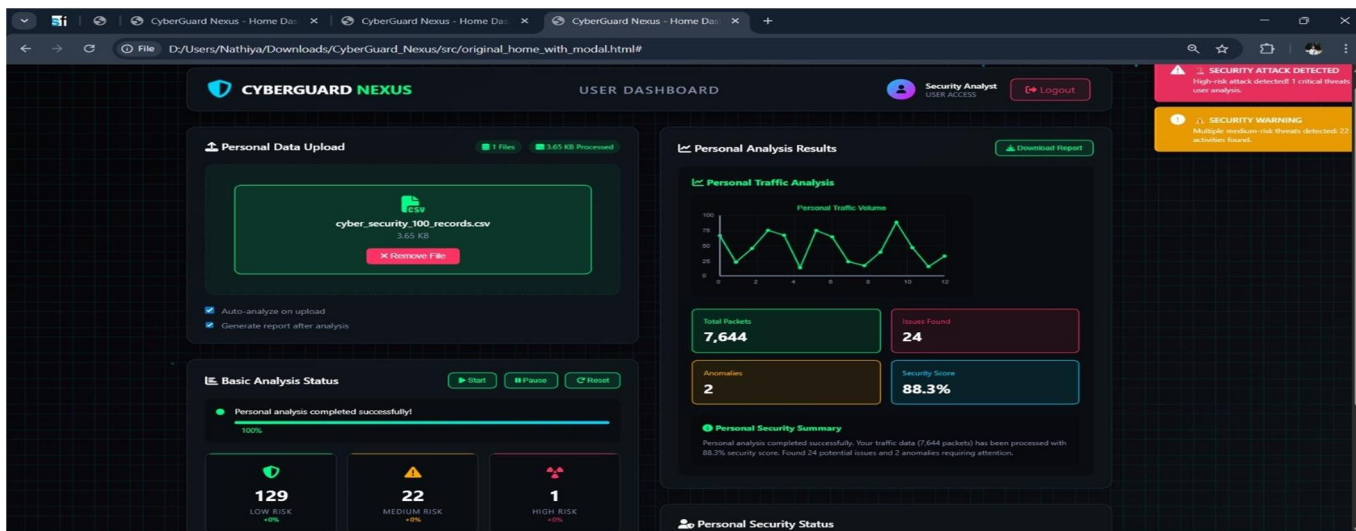 CyberGuard Nexus - Home Das
CyberGuard Nexus - Home Das
CyberGuard Nexus - Home Das
File D:/Users/Nathiya/Downloads/CyberGuard_Nexus/src/original_home_with_modal.html#
CYBERGUARD NEXUS
USER DASHBOARD
Security Analyst
USER ACCESS
Logout
SECURITY ATTACK DETECTED
High-risk attack detected! 1 critical threats
user analysis.
SECURITY WARNING
Multiple medium-risk threats detected: 22
activities found.
Personal Data Upload
1 Files
3.65 KB Processed
CSV
cyber_security_100_records.csv
3.65 KB
Remove File
Auto-analyze on upload
Generate report after analysis
Basic Analysis Status
Start
Pause
Reset
Personal analysis completed successfully!
100%
129
LOW RISK
+0%
22
MEDIUM RISK
+0%
1
HIGH RISK
+0%
Personal Analysis Results
Download Report
Personal Traffic Analysis
Personal Traffic Volume
100
75
50
25
0
0 2 4 6 8 10 12
Total Packets
7,644
Issues Found
24
Anomalies
2
Security Score
88.3%
Personal Security Summary
Personal analysis completed successfully. Your traffic data (7,644 packets) has been processed with
88.3% security score. Found 24 potential issues and 2 anomalies requiring attention.
Personal Security Status